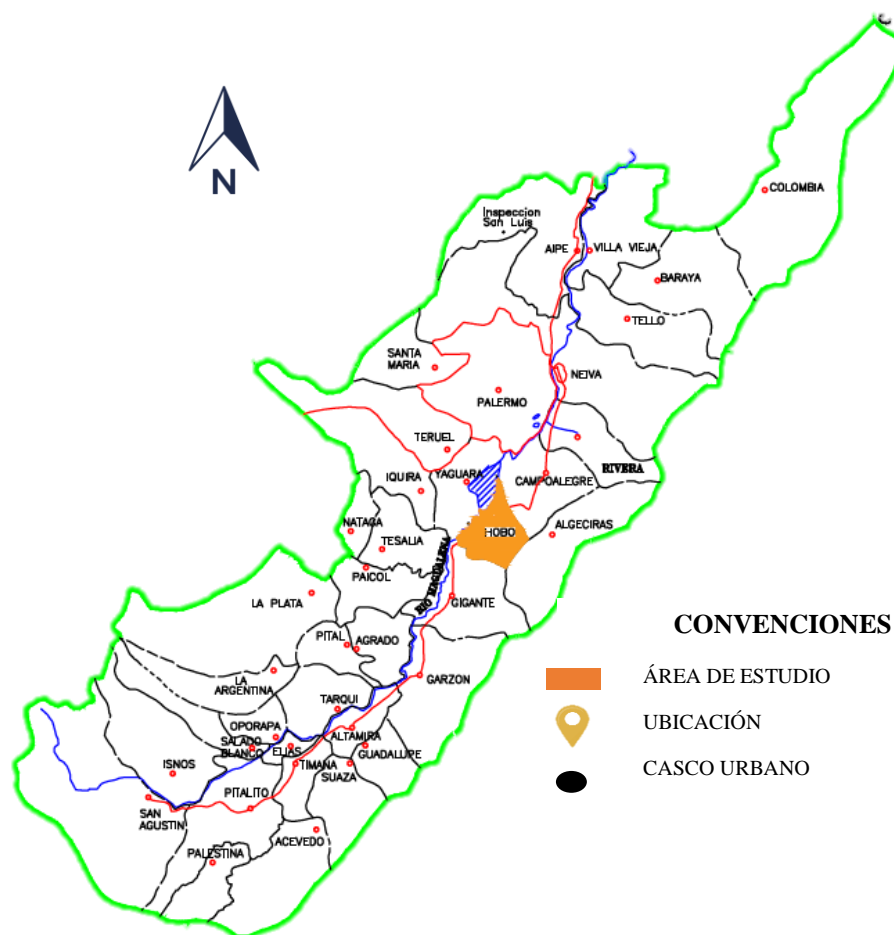 N
COLOMBIA
Inspeccion
San Luis
AIPE
VILLA VIEJA
BARAYA
TELLO
SANTA
MARIA
NEIVA
PALERMO
TERUEL
RIVERA
YAGUARA
CAMPOALEGRE
IQUIRA
NATAGA
HOBO
ALGECIRAS
TESALIA
PAICOL
RIO MAGDALENA
LA PLATA
GIGANTE
PITAL
AGRADO
LA
ARGENTINA
GARZON
TARQUI
OPORAPA
ALTAMIRA
SALADO
BLANCO
ELIAS
GUADALUPE
ISNOS
TIMANA
SUAZA
SAN
AGUSTIN
PITALITO
ACEVEDO
PALESTINA
CONVENCIONES
ÁREA DE ESTUDIO
UBICACIÓN
CASCO URBANO